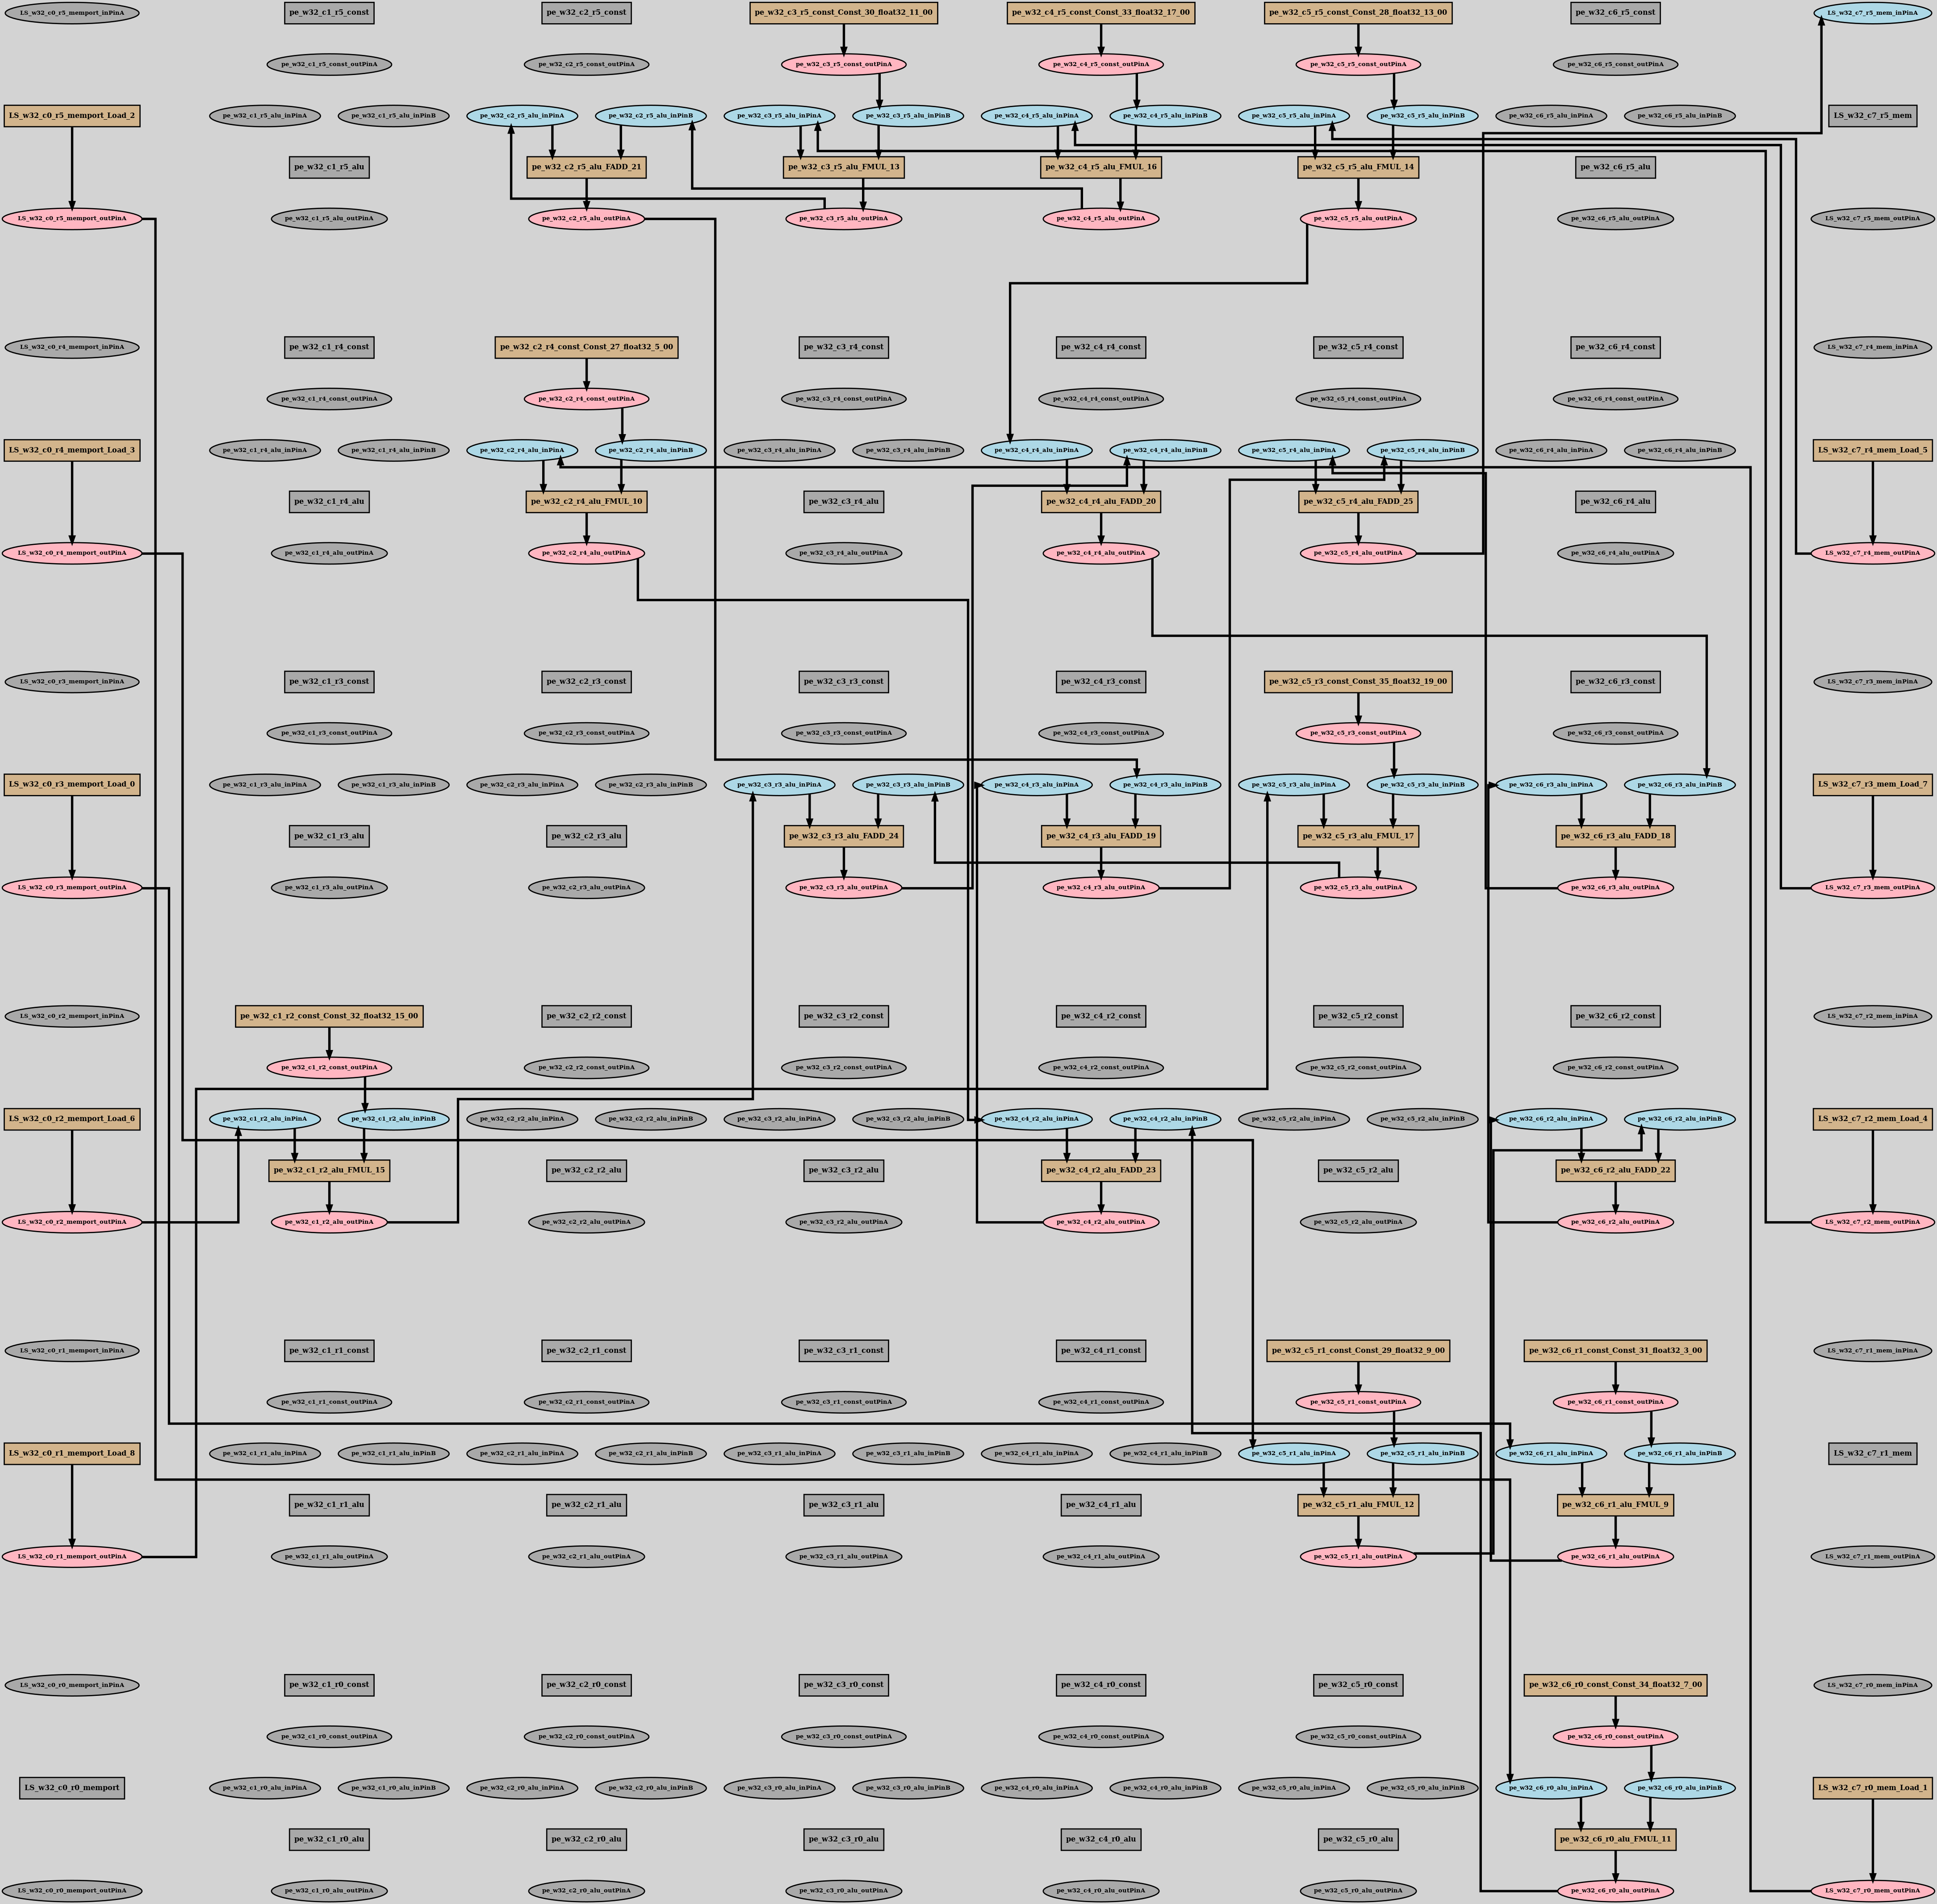 LS_w32_c0_r5_memport_inPinA
pe_w32_c1_r5_const
pe_w32_c2_r5_const
pe_w32_c3_r5_const_Const_30_float32_11_00
pe_w32_c4_r5_const_Const_33_float32_17_00
pe_w32_c5_r5_const_Const_28_float32_13_00
pe_w32_c6_r5_const
LS_w32_c7_r5_mem_inPinA
pe_w32_c1_r5_const_outPinA
pe_w32_c2_r5_const_outPinA
pe_w32_c3_r5_const_outPinA
pe_w32_c4_r5_const_outPinA
pe_w32_c5_r5_const_outPinA
pe_w32_c6_r5_const_outPinA
LS_w32_c0_r5_memport_Load_2
pe_w32_c1_r5_alu_inPinA
pe_w32_c1_r5_alu_inPinB
pe_w32_c2_r5_alu_inPinA
pe_w32_c2_r5_alu_inPinB
pe_w32_c3_r5_alu_inPinA
pe_w32_c3_r5_alu_inPinB
pe_w32_c4_r5_alu_inPinA
pe_w32_c4_r5_alu_inPinB
pe_w32_c5_r5_alu_inPinA
pe_w32_c5_r5_alu_inPinB
pe_w32_c6_r5_alu_inPinA
pe_w32_c6_r5_alu_inPinB
LS_w32_c7_r5_mem
pe_w32_c1_r5_alu
pe_w32_c2_r5_alu_FADD_21
pe_w32_c3_r5_alu_FMUL_13
pe_w32_c4_r5_alu_FMUL_16
pe_w32_c5_r5_alu_FMUL_14
pe_w32_c6_r5_alu
LS_w32_c0_r5_memport_outPinA
pe_w32_c1_r5_alu_outPinA
pe_w32_c2_r5_alu_outPinA
pe_w32_c3_r5_alu_outPinA
pe_w32_c4_r5_alu_outPinA
pe_w32_c5_r5_alu_outPinA
pe_w32_c6_r5_alu_outPinA
LS_w32_c7_r5_mem_outPinA
LS_w32_c0_r4_memport_inPinA
pe_w32_c1_r4_const
pe_w32_c2_r4_const_Const_27_float32_5_00
pe_w32_c3_r4_const
pe_w32_c4_r4_const
pe_w32_c5_r4_const
pe_w32_c6_r4_const
LS_w32_c7_r4_mem_inPinA
pe_w32_c1_r4_const_outPinA
pe_w32_c2_r4_const_outPinA
pe_w32_c3_r4_const_outPinA
pe_w32_c4_r4_const_outPinA
pe_w32_c5_r4_const_outPinA
pe_w32_c6_r4_const_outPinA
LS_w32_c0_r4_memport_Load_3
pe_w32_c1_r4_alu_inPinA
pe_w32_c1_r4_alu_inPinB
pe_w32_c2_r4_alu_inPinA
pe_w32_c2_r4_alu_inPinB
pe_w32_c3_r4_alu_inPinA
pe_w32_c3_r4_alu_inPinB
pe_w32_c4_r4_alu_inPinA
pe_w32_c4_r4_alu_inPinB
pe_w32_c5_r4_alu_inPinA
pe_w32_c5_r4_alu_inPinB
pe_w32_c6_r4_alu_inPinA
pe_w32_c6_r4_alu_inPinB
LS_w32_c7_r4_mem_Load_5
pe_w32_c1_r4_alu
pe_w32_c2_r4_alu_FMUL_10
pe_w32_c3_r4_alu
pe_w32_c4_r4_alu_FADD_20
pe_w32_c5_r4_alu_FADD_25
pe_w32_c6_r4_alu
LS_w32_c0_r4_memport_outPinA
pe_w32_c1_r4_alu_outPinA
pe_w32_c2_r4_alu_outPinA
pe_w32_c3_r4_alu_outPinA
pe_w32_c4_r4_alu_outPinA
pe_w32_c5_r4_alu_outPinA
pe_w32_c6_r4_alu_outPinA
LS_w32_c7_r4_mem_outPinA
LS_w32_c0_r3_memport_inPinA
pe_w32_c1_r3_const
pe_w32_c2_r3_const
pe_w32_c3_r3_const
pe_w32_c4_r3_const
pe_w32_c5_r3_const_Const_35_float32_19_00
pe_w32_c6_r3_const
LS_w32_c7_r3_mem_inPinA
pe_w32_c1_r3_const_outPinA
pe_w32_c2_r3_const_outPinA
pe_w32_c3_r3_const_outPinA
pe_w32_c4_r3_const_outPinA
pe_w32_c5_r3_const_outPinA
pe_w32_c6_r3_const_outPinA
LS_w32_c0_r3_memport_Load_0
pe_w32_c1_r3_alu_inPinA
pe_w32_c1_r3_alu_inPinB
pe_w32_c2_r3_alu_inPinA
pe_w32_c2_r3_alu_inPinB
pe_w32_c3_r3_alu_inPinA
pe_w32_c3_r3_alu_inPinB
pe_w32_c4_r3_alu_inPinA
pe_w32_c4_r3_alu_inPinB
pe_w32_c5_r3_alu_inPinA
pe_w32_c5_r3_alu_inPinB
pe_w32_c6_r3_alu_inPinA
pe_w32_c6_r3_alu_inPinB
LS_w32_c7_r3_mem_Load_7
pe_w32_c1_r3_alu
pe_w32_c2_r3_alu
pe_w32_c3_r3_alu_FADD_24
pe_w32_c4_r3_alu_FADD_19
pe_w32_c5_r3_alu_FMUL_17
pe_w32_c6_r3_alu_FADD_18
LS_w32_c0_r3_memport_outPinA
pe_w32_c1_r3_alu_outPinA
pe_w32_c2_r3_alu_outPinA
pe_w32_c3_r3_alu_outPinA
pe_w32_c4_r3_alu_outPinA
pe_w32_c5_r3_alu_outPinA
pe_w32_c6_r3_alu_outPinA
LS_w32_c7_r3_mem_outPinA
LS_w32_c0_r2_memport_inPinA
pe_w32_c1_r2_const_Const_32_float32_15_00
pe_w32_c2_r2_const
pe_w32_c3_r2_const
pe_w32_c4_r2_const
pe_w32_c5_r2_const
pe_w32_c6_r2_const
LS_w32_c7_r2_mem_inPinA
pe_w32_c1_r2_const_outPinA
pe_w32_c2_r2_const_outPinA
pe_w32_c3_r2_const_outPinA
pe_w32_c4_r2_const_outPinA
pe_w32_c5_r2_const_outPinA
pe_w32_c6_r2_const_outPinA
LS_w32_c0_r2_memport_Load_6
pe_w32_c1_r2_alu_inPinA
pe_w32_c1_r2_alu_inPinB
pe_w32_c2_r2_alu_inPinA
pe_w32_c2_r2_alu_inPinB
pe_w32_c3_r2_alu_inPinA
pe_w32_c3_r2_alu_inPinB
pe_w32_c4_r2_alu_inPinA
pe_w32_c4_r2_alu_inPinB
pe_w32_c5_r2_alu_inPinA
pe_w32_c5_r2_alu_inPinB
pe_w32_c6_r2_alu_inPinA
pe_w32_c6_r2_alu_inPinB
LS_w32_c7_r2_mem_Load_4
pe_w32_c1_r2_alu_FMUL_15
pe_w32_c2_r2_alu
pe_w32_c3_r2_alu
pe_w32_c4_r2_alu_FADD_23
pe_w32_c5_r2_alu
pe_w32_c6_r2_alu_FADD_22
LS_w32_c0_r2_memport_outPinA
pe_w32_c1_r2_alu_outPinA
pe_w32_c2_r2_alu_outPinA
pe_w32_c3_r2_alu_outPinA
pe_w32_c4_r2_alu_outPinA
pe_w32_c5_r2_alu_outPinA
pe_w32_c6_r2_alu_outPinA
LS_w32_c7_r2_mem_outPinA
LS_w32_c0_r1_memport_inPinA
pe_w32_c1_r1_const
pe_w32_c2_r1_const
pe_w32_c3_r1_const
pe_w32_c4_r1_const
pe_w32_c5_r1_const_Const_29_float32_9_00
pe_w32_c6_r1_const_Const_31_float32_3_00
LS_w32_c7_r1_mem_inPinA
pe_w32_c1_r1_const_outPinA
pe_w32_c2_r1_const_outPinA
pe_w32_c3_r1_const_outPinA
pe_w32_c4_r1_const_outPinA
pe_w32_c5_r1_const_outPinA
pe_w32_c6_r1_const_outPinA
LS_w32_c0_r1_memport_Load_8
pe_w32_c1_r1_alu_inPinA
pe_w32_c1_r1_alu_inPinB
pe_w32_c2_r1_alu_inPinA
pe_w32_c2_r1_alu_inPinB
pe_w32_c3_r1_alu_inPinA
pe_w32_c3_r1_alu_inPinB
pe_w32_c4_r1_alu_inPinA
pe_w32_c4_r1_alu_inPinB
pe_w32_c5_r1_alu_inPinA
pe_w32_c5_r1_alu_inPinB
pe_w32_c6_r1_alu_inPinA
pe_w32_c6_r1_alu_inPinB
LS_w32_c7_r1_mem
pe_w32_c1_r1_alu
pe_w32_c2_r1_alu
pe_w32_c3_r1_alu
pe_w32_c4_r1_alu
pe_w32_c5_r1_alu_FMUL_12
pe_w32_c6_r1_alu_FMUL_9
LS_w32_c0_r1_memport_outPinA
pe_w32_c1_r1_alu_outPinA
pe_w32_c2_r1_alu_outPinA
pe_w32_c3_r1_alu_outPinA
pe_w32_c4_r1_alu_outPinA
pe_w32_c5_r1_alu_outPinA
pe_w32_c6_r1_alu_outPinA
LS_w32_c7_r1_mem_outPinA
LS_w32_c0_r0_memport_inPinA
pe_w32_c1_r0_const
pe_w32_c2_r0_const
pe_w32_c3_r0_const
pe_w32_c4_r0_const
pe_w32_c5_r0_const
pe_w32_c6_r0_const_Const_34_float32_7_00
LS_w32_c7_r0_mem_inPinA
pe_w32_c1_r0_const_outPinA
pe_w32_c2_r0_const_outPinA
pe_w32_c3_r0_const_outPinA
pe_w32_c4_r0_const_outPinA
pe_w32_c5_r0_const_outPinA
pe_w32_c6_r0_const_outPinA
LS_w32_c0_r0_memport
pe_w32_c1_r0_alu_inPinA
pe_w32_c1_r0_alu_inPinB
pe_w32_c2_r0_alu_inPinA
pe_w32_c2_r0_alu_inPinB
pe_w32_c3_r0_alu_inPinA
pe_w32_c3_r0_alu_inPinB
pe_w32_c4_r0_alu_inPinA
pe_w32_c4_r0_alu_inPinB
pe_w32_c5_r0_alu_inPinA
pe_w32_c5_r0_alu_inPinB
pe_w32_c6_r0_alu_inPinA
pe_w32_c6_r0_alu_inPinB
LS_w32_c7_r0_mem_Load_1
pe_w32_c1_r0_alu
pe_w32_c2_r0_alu
pe_w32_c3_r0_alu
pe_w32_c4_r0_alu
pe_w32_c5_r0_alu
pe_w32_c6_r0_alu_FMUL_11
LS_w32_c0_r0_memport_outPinA
pe_w32_c1_r0_alu_outPinA
pe_w32_c2_r0_alu_outPinA
pe_w32_c3_r0_alu_outPinA
pe_w32_c4_r0_alu_outPinA
pe_w32_c5_r0_alu_outPinA
pe_w32_c6_r0_alu_outPinA
LS_w32_c7_r0_mem_outPinA